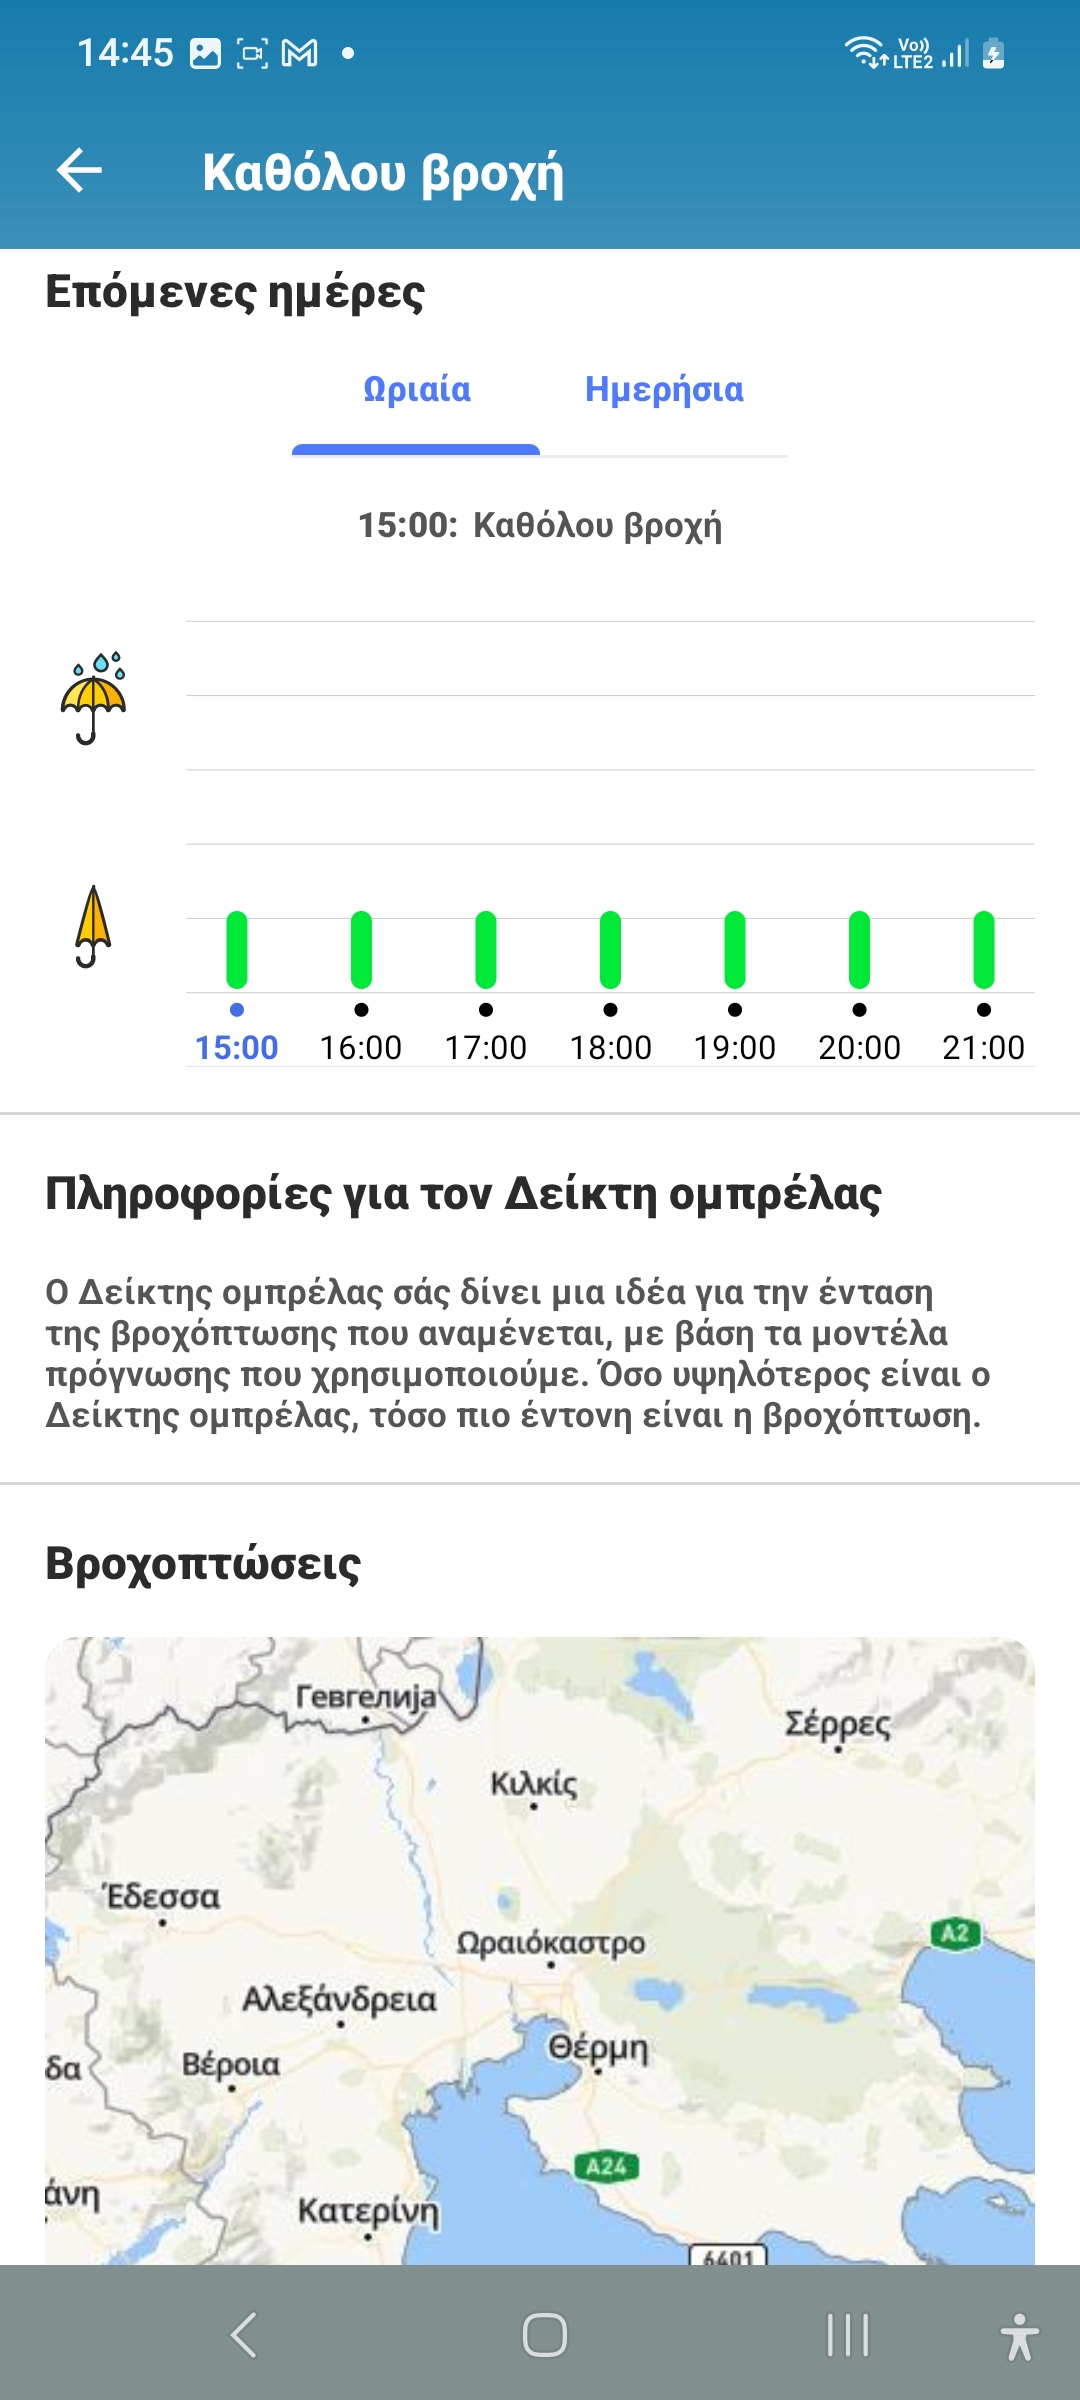 14:45
Vo))
LTE2
Καθόλου βροχή
Επόμενες ημέρες
Ωριαία Ημερήσια
15:00: Καθόλου βροχή
15:00 16:00 17:00 18:00 19:00 20:00 21:00
Πληροφορίες για τον Δείκτη ομπρέλας
Ο Δείκτης ομπρέλας σάς δίνει μια ιδέα για την ένταση
της βροχόπτωσης που αναμένεται, με βάση τα μοντέλα
πρόγνωσης που χρησιμοποιούμε. Όσο υψηλότερος είναι ο
Δείκτης ομπρέλας, τόσο πιο έντονη είναι η βροχόπτωση.
Βροχοπτώσεις
Гевгелија
Σέρρες
Κιλκίς
Έδεσσα
A2
Ωραιόκαστρο
Αλεξάνδρεια
Θέρμη
δα
Βέροια
A24
άνη
Κατερίνη
6401